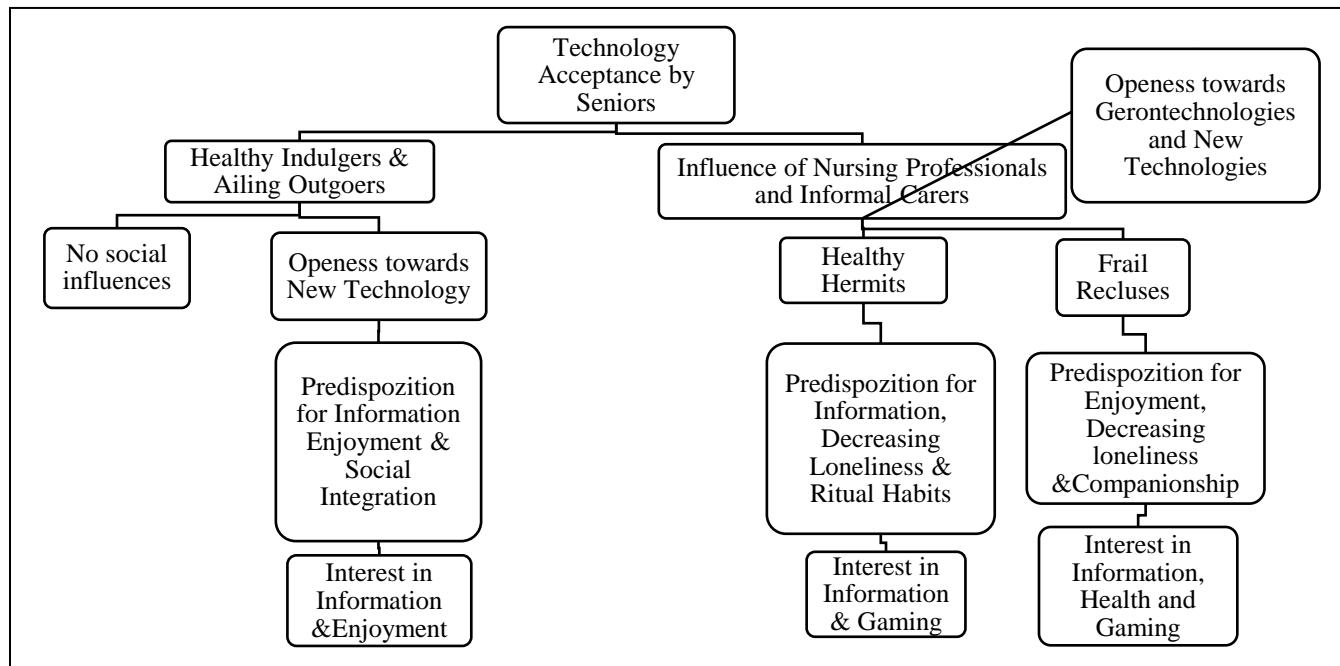 Technology
Acceptance by
Seniors
Openess towards
Gerontechnologies
and New
Technologies
Healthy Indulgers &
Ailing Outgoers
Influence of Nursing Professionals
and Informal Carers
No social
influences
Openess towards
New Technology
Healthy
Hermits
Frail
Recluses
Predispozition
for Information
Enjoyment &
Social
Integration
Predispozition for
Information,
Decreasing
Loneliness &
Ritual Habits
Predispozition for
Enjoyment,
Decreasing
loneliness
&Companionship
Interest in
Information
&Enjoyment
Interest in
Information
& Gaming
Interest in
Information,
Health and
Gaming